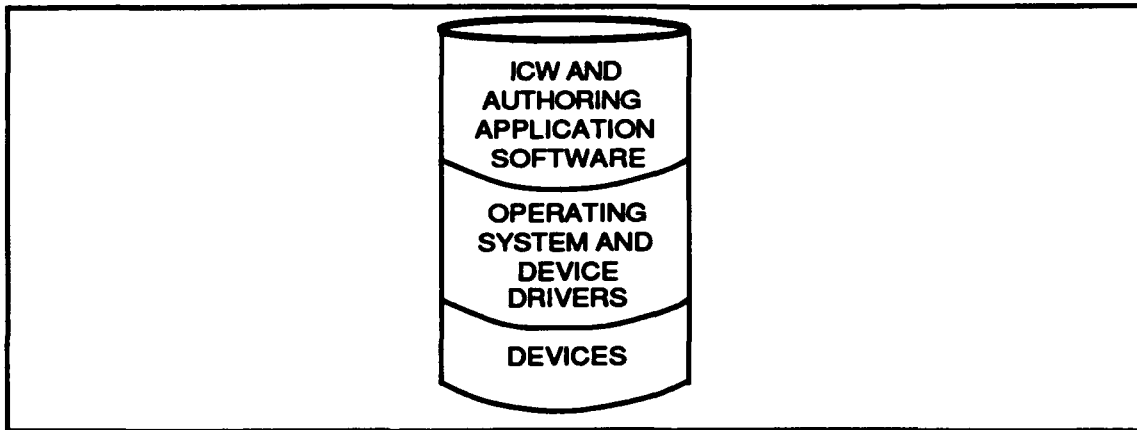 ICW AND
AUTHORING
APPLICATION
SOFTWARE
OPERATING
SYSTEM AND
DEVICE
DRIVERS
DEVICES